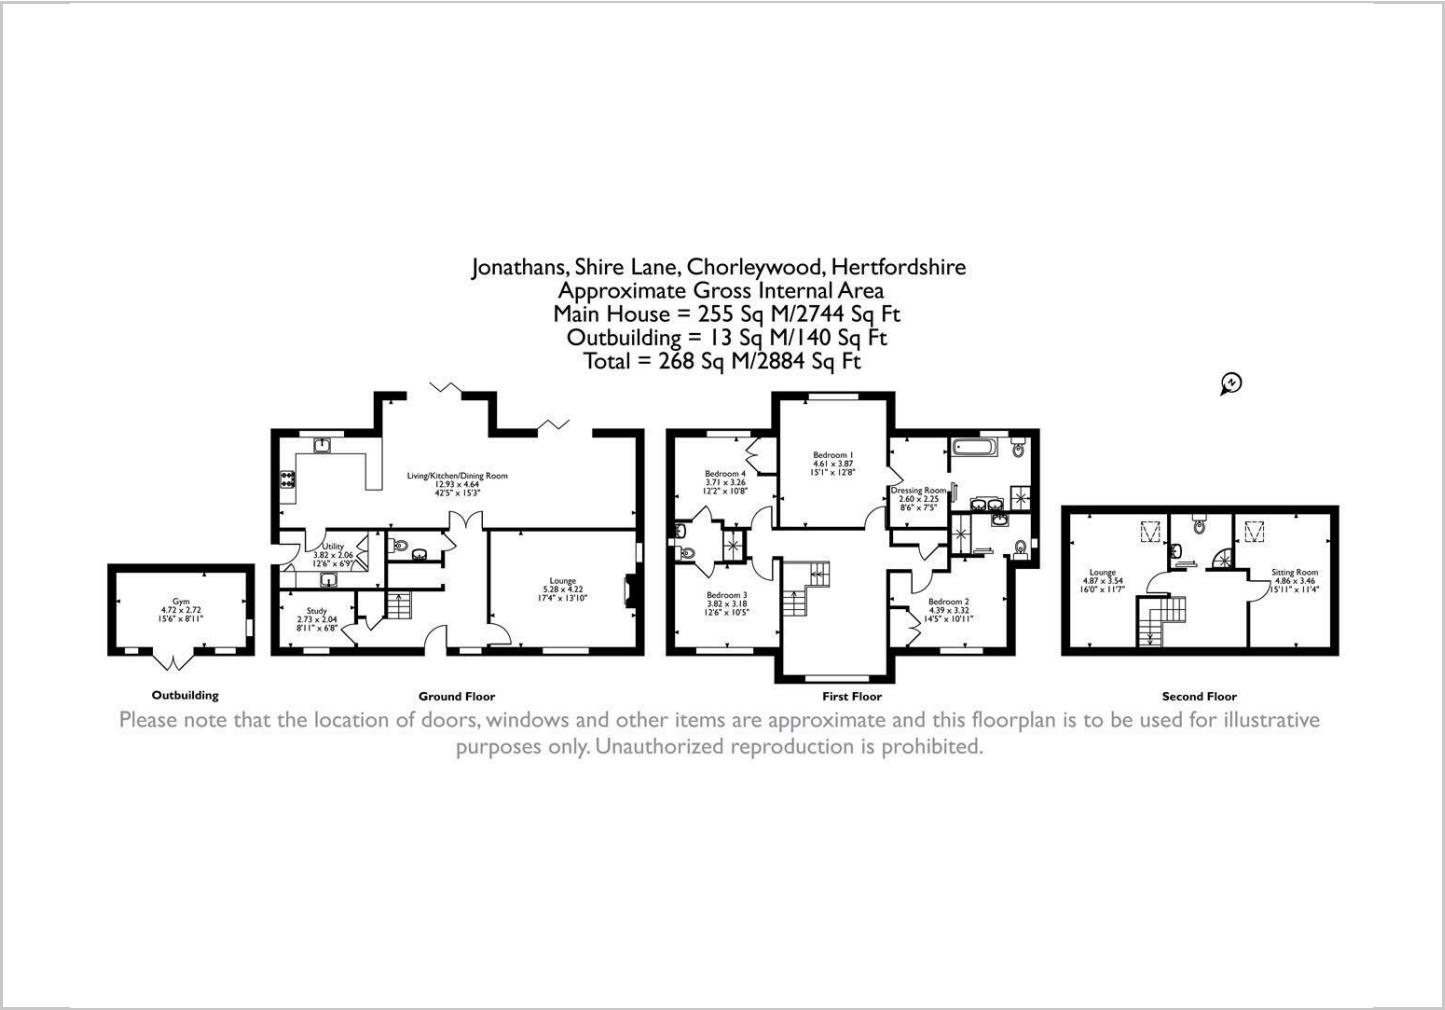 Jonathans, Shire Lane, Chorleywood, Hertfordshire
Approximate Gross Internal Area
Main House = 255 Sq M/2744 Sq Ft
Outbuilding = 13 Sq M/140 Sq Ft
Total = 268 Sq M/2884 Sq Ft
N
Gym
4.72 x 2.72
15'6" x 8'11"
Outbuilding
Living/Kitchen/Dining Room
12.93 x 4.64
42'5" x 15'3"
Utility
3.82 x 2.06
12'6" x 6'9"
Study
2.73 x 2.04
8'11" x 6'8"
Lounge
5.28 x 4.22
17'4" x 13'10"
Ground Floor
Bedroom 1
4.61 x 3.87
15'1" x 12'8"
Bedroom 4
3.71 x 3.26
12'2" x 10'8"
Dressing Room
2.60 x 2.25
8'6" x 7'5"
Bedroom 3
3.82 x 3.18
12'6" x 10'5"
Bedroom 2
4.39 x 3.32
14'5" x 10'11"
First Floor
Lounge
4.87 x 3.54
16'0" x 11'7"
Sitting Room
4.86 x 3.46
15'11" x 11'4"
Second Floor
Please note that the location of doors, windows and other items are approximate and this floorplan is to be used for illustrative
purposes only. Unauthorized reproduction is prohibited.